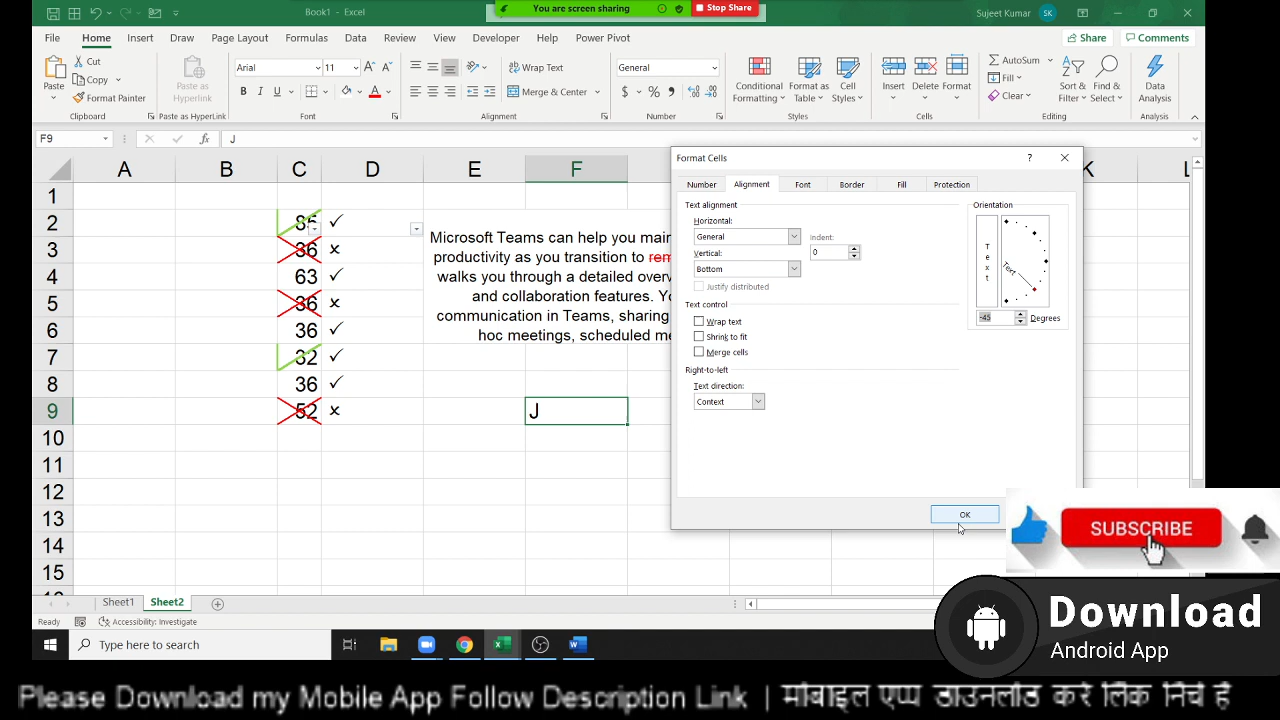 Book1 - Excel
You are screen sharing
Stop Share
Sujeet Kumar
SK
File Home Insert Draw Page Layout Formulas Data Review View Developer Help Power Pivot
Share
Comments
Paste
Cut
Copy
Format Painter
Clipboard
Paste as Hyperlink
Paste as HyperLink
Arial
11
B I U
Font
Wrap Text
Merge & Center
Alignment
General
$ %
Number
Conditional Formatting
Format as Table
Cell Styles
Styles
Insert Delete Format
Cells
AutoSum
Fill
Clear
Sort & Filter
Find & Select
Editing
Data Analysis
Analysis
F9
fx
J
A B C D E F K L
1
2 85 ✓
3 36 ×
4 63 ✓
5 36 ×
6 36 ✓
7 32 ✓
8 36 ✓
9 52 × J
10
11
12
13
14
15
Microsoft Teams can help you main
productivity as you transition to rem
walks you through a detailed overv
and collaboration features. Yo
communication in Teams, sharing
hoc meetings, scheduled me
Format Cells
?
Number Alignment Font Border Fill Protection
Text alignment
Horizontal:
General
Indent:
0
Vertical:
Bottom
Justify distributed
Text control
Wrap text
Shrink to fit
Merge cells
Right-to-left
Text direction:
Context
Orientation
Text
Text
-45
Degrees
OK
SUBSCRIBE
Sheet1 Sheet2
Ready
Accessibility: Investigate
Type here to search
Download
Android App
Please Download my Mobile App Follow Description Link | मोबाइल एप्प डाउनलोड करे लिंक निचे है